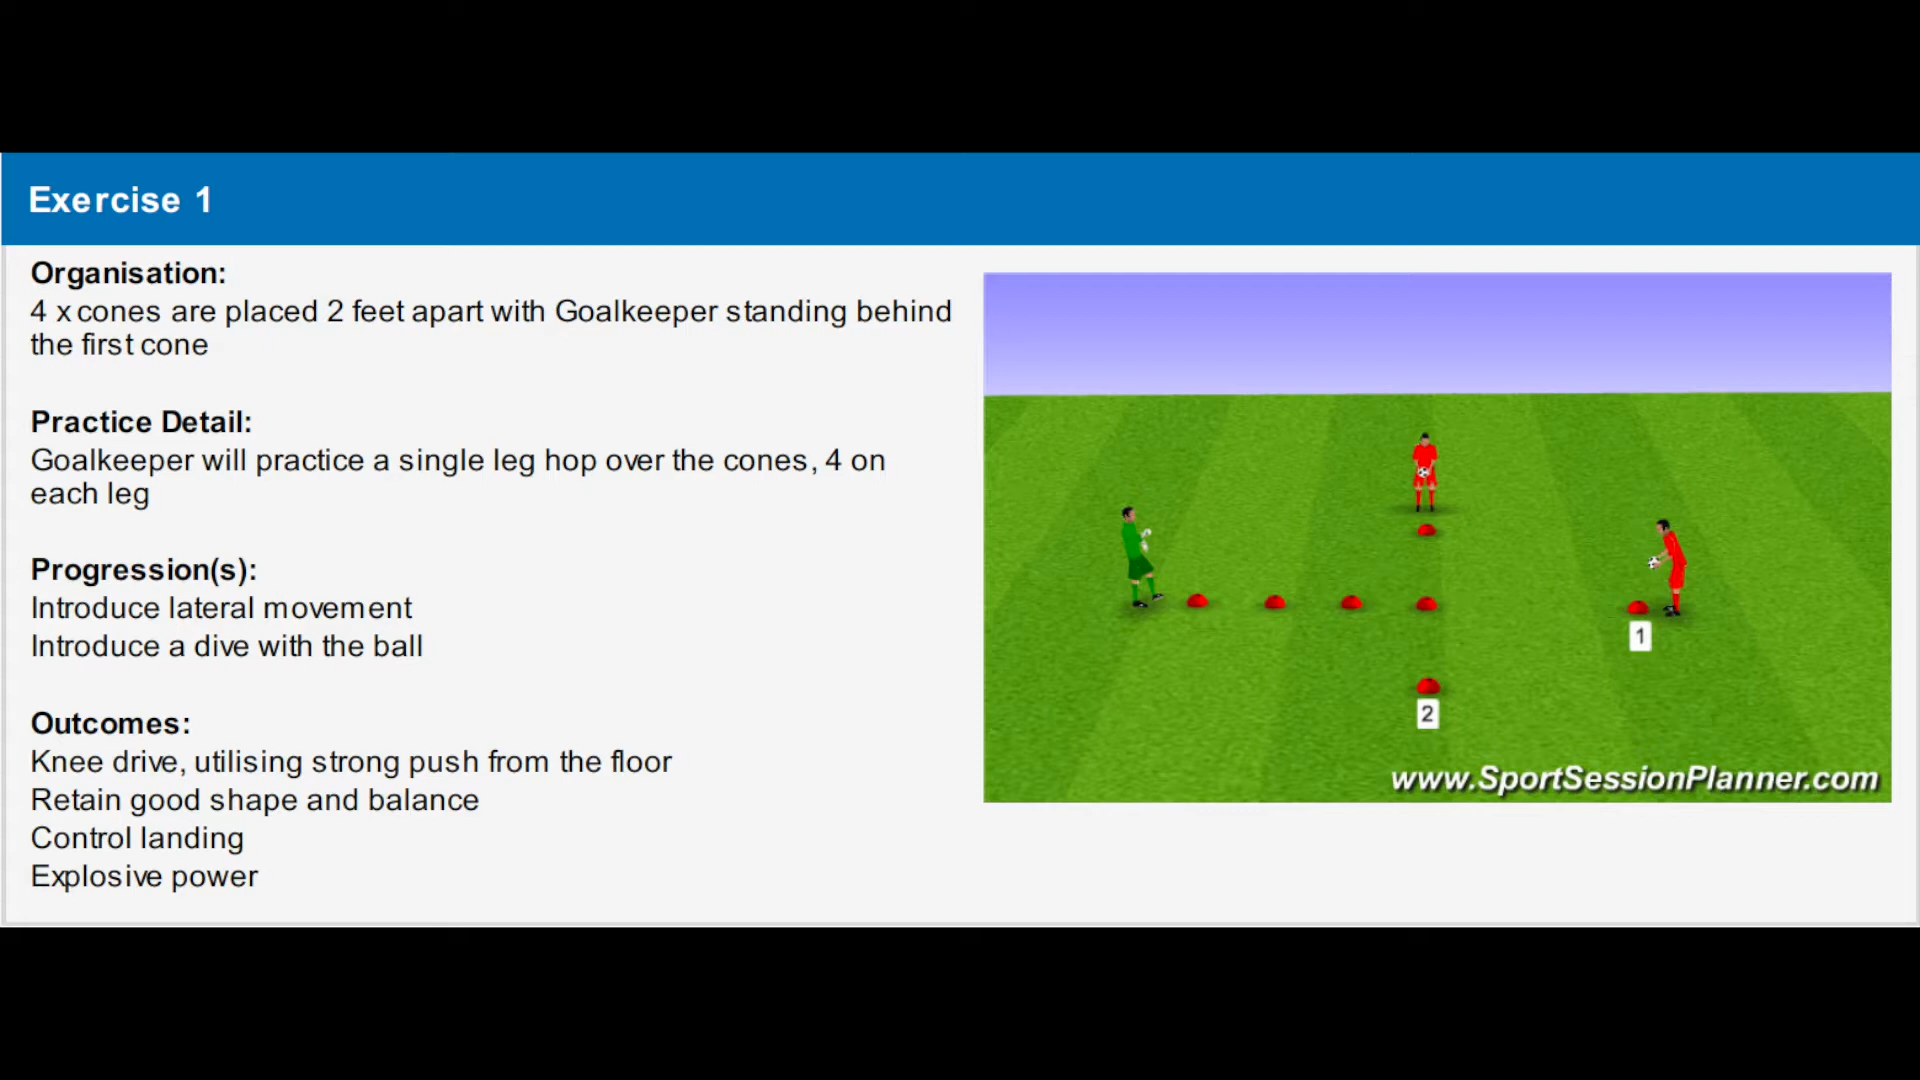 Exercise 1
Organisation:
4 x cones are placed 2 feet apart with Goalkeeper standing behind
the first cone
Practice Detail:
Goalkeeper will practice a single leg hop over the cones, 4 on
each leg
Progression(s):
Introduce lateral movement
Introduce a dive with the ball
Outcomes:
Knee drive, utilising strong push from the floor
Retain good shape and balance
Control landing
Explosive power
1
2
www.SportSessionPlanner.com